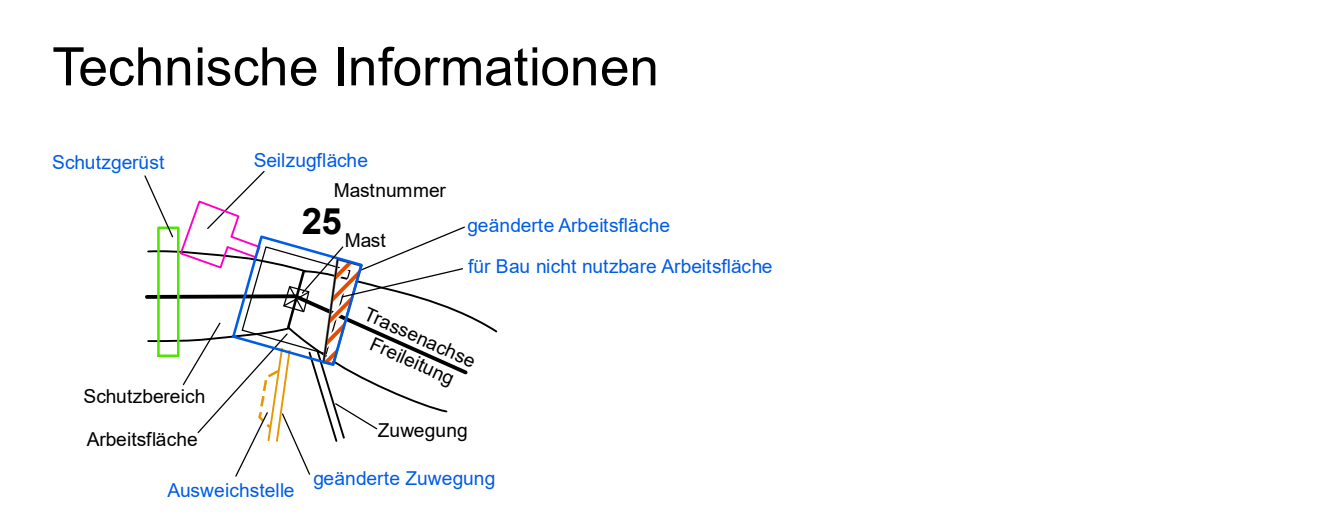 Technische Informationen
Schutzgerüst
Seilzugfläche
Mastnummer
25
Mast
geänderte Arbeitsfläche
für Bau nicht nutzbare Arbeitsfläche
Trassenachse
Freileitung
Schutzbereich
Arbeitsfläche
Zuwegung
geänderte Zuwegung
Ausweichstelle